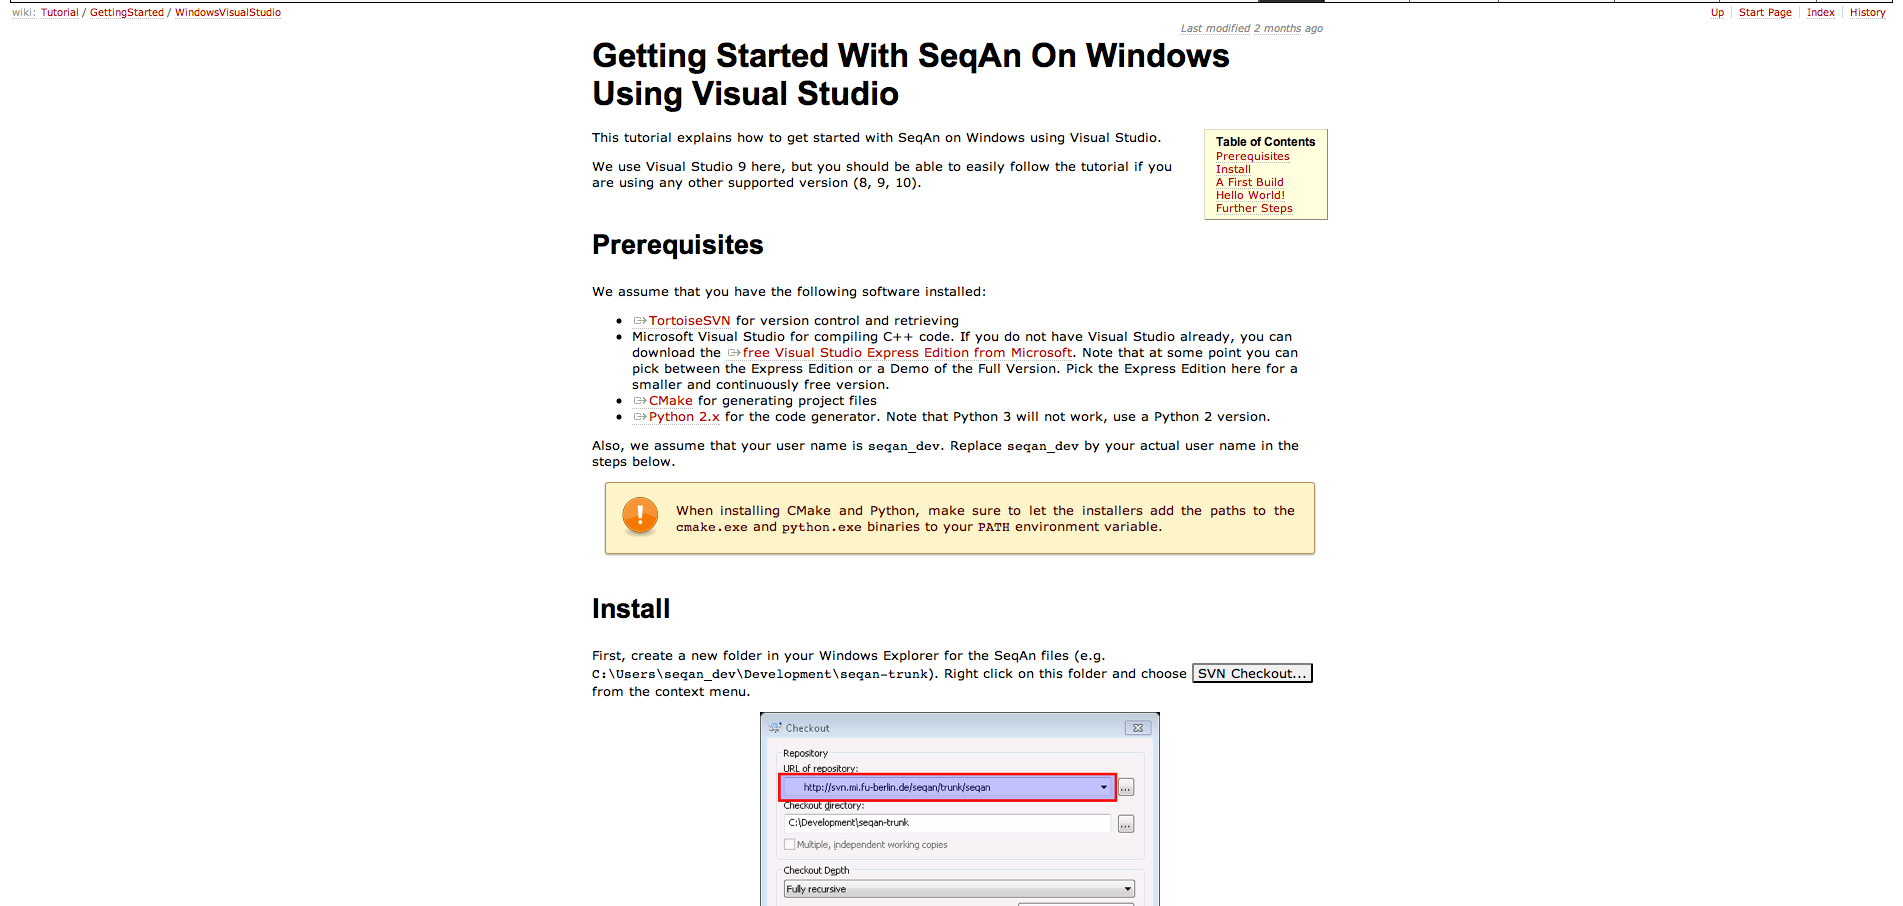 wiki: Tutorial / GettingStarted / WindowsVisualStudio
Up Start Page Index History
Last modified 2 months ago
Getting Started With SeqAn On Windows
Using Visual Studio
This tutorial explains how to get started with SeqAn on Windows using Visual Studio.
We use Visual Studio 9 here, but you should be able to easily follow the tutorial if you
are using any other supported version (8, 9, 10).
Table of Contents
Prerequisites
Install
A First Build
Hello World!
Further Steps
Prerequisites
We assume that you have the following software installed:
TortoiseSVN for version control and retrieving
Microsoft Visual Studio for compiling C++ code. If you do not have Visual Studio already, you can
download the free Visual Studio Express Edition from Microsoft. Note that at some point you can
pick between the Express Edition or a Demo of the Full Version. Pick the Express Edition here for a
smaller and continuously free version.
CMake for generating project files
Python 2.x for the code generator. Note that Python 3 will not work, use a Python 2 version.
Also, we assume that your user name is seqan_dev. Replace seqan_dev by your actual user name in the
steps below.
When installing CMake and Python, make sure to let the installers add the paths to the
cmake.exe and python.exe binaries to your PATH environment variable.
Install
First, create a new folder in your Windows Explorer for the SeqAn files (e.g.
C:\Users\seqan_dev\Development\seqan-trunk). Right click on this folder and choose SVN Checkout...
from the context menu.
Checkout
Repository
URL of repository:
http://svn.mi.fu-berlin.de/seqan/trunk/seqan
...
Checkout directory:
C:\Development\seqan-trunk
...
Multiple, independent working copies
Checkout Depth
Fully recursive